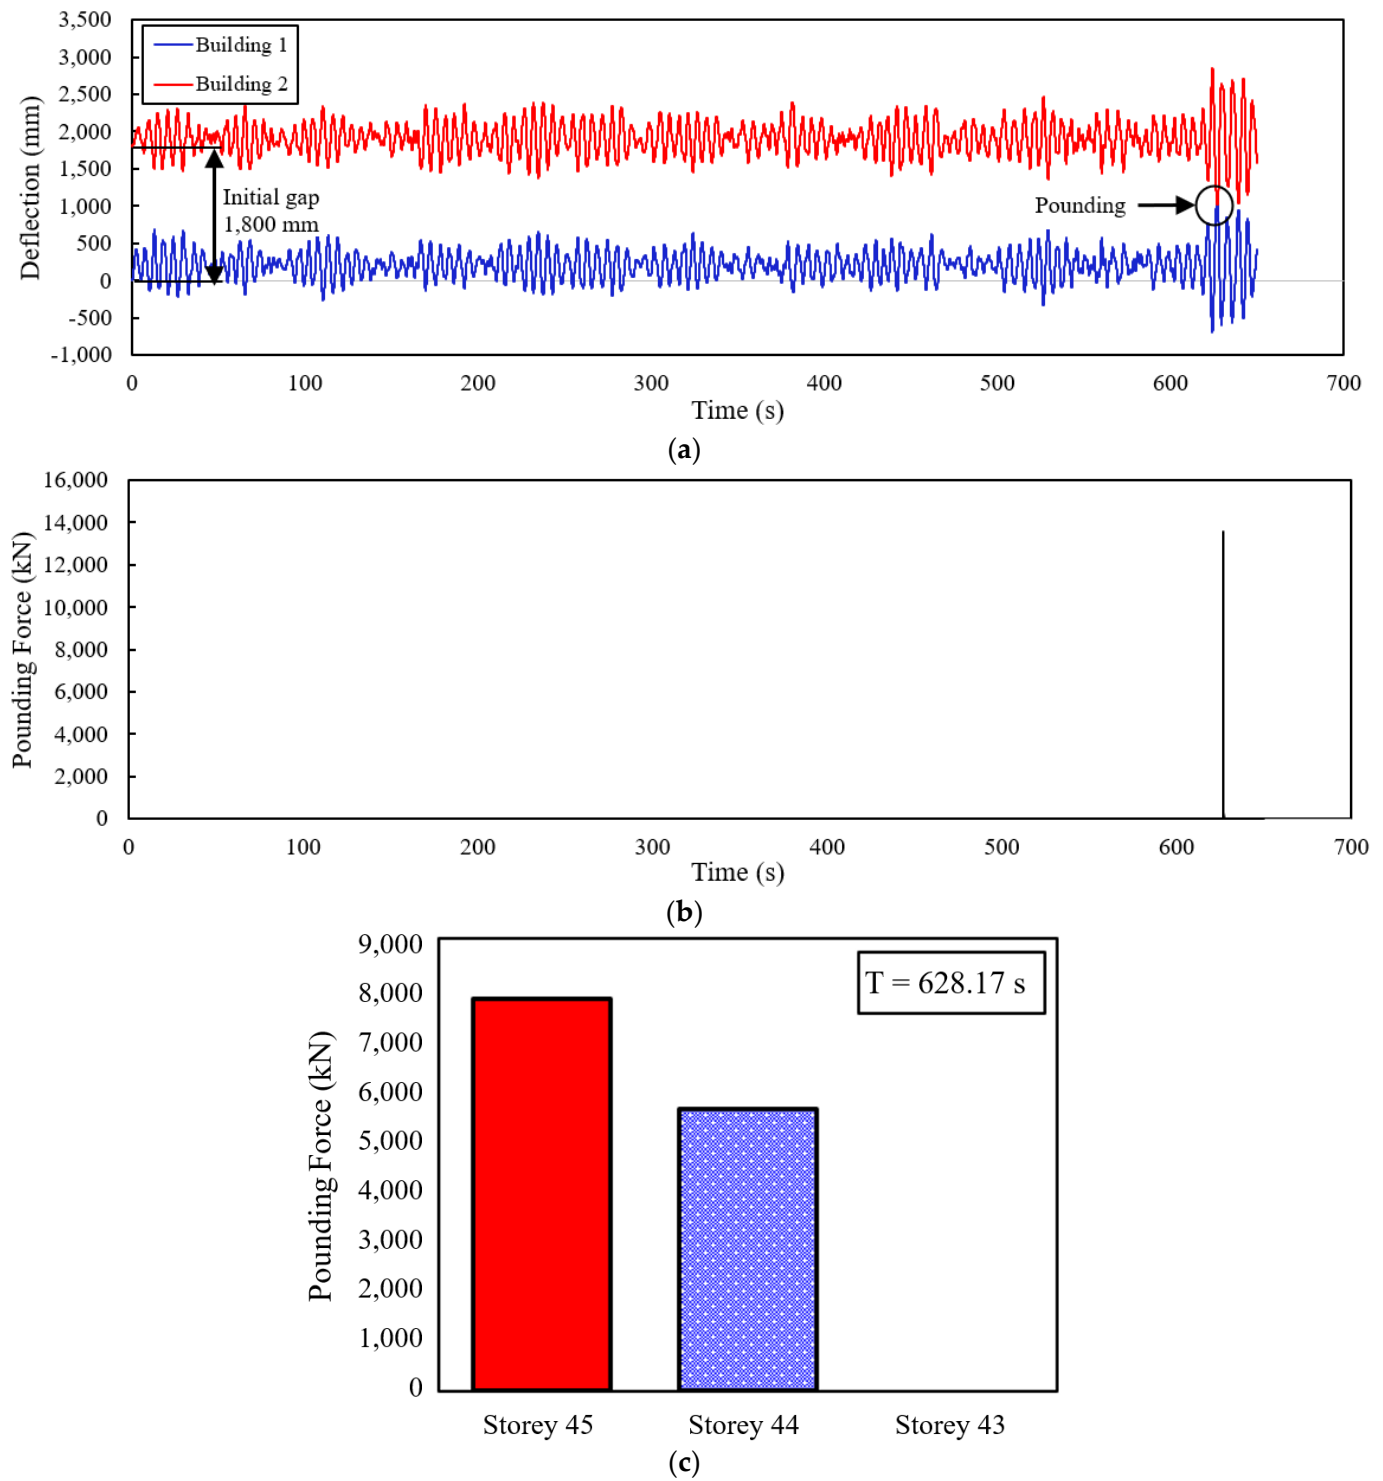 3,500
3,000
2,500
2,000
1,500
1,000
500
0
-500
-1,000
Deflection (mm)
Building 1
Building 2
Initial gap
1,800 mm
Pounding
0 100 200 300 400 500 600 700
Time (s)
(a)
16,000
14,000
12,000
10,000
8,000
6,000
4,000
2,000
0
Pounding Force (kN)
0 100 200 300 400 500 600 700
Time (s)
(b)
9,000
8,000
7,000
6,000
5,000
4,000
3,000
2,000
1,000
0
Pounding Force (kN)
T = 628.17 s
Storey 45 Storey 44 Storey 43
(c)